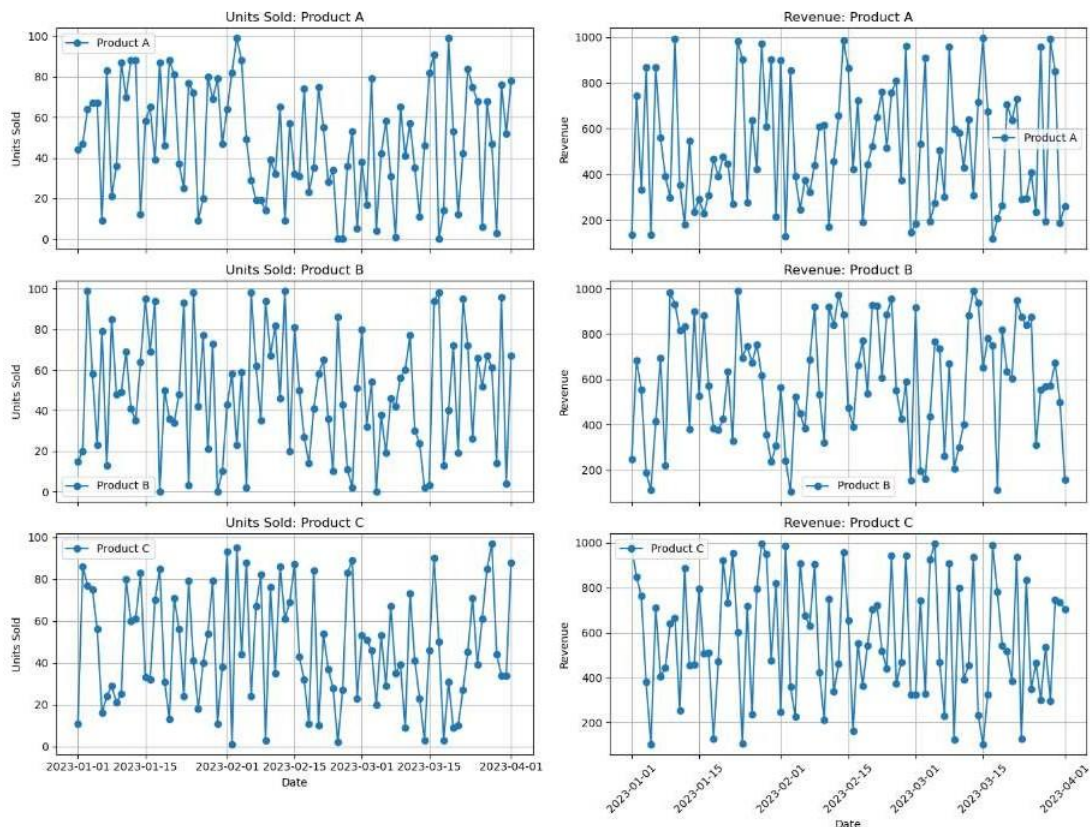 Units Sold: Product A
Revenue: Product A
100
80
60
40
20
0
Units Sold
Product A
1000
800
600
400
200
Revenue
Product A
Units Sold: Product B
Revenue: Product B
100
80
60
40
20
0
Units Sold
Product B
1000
800
600
400
200
Revenue
Product B
Units Sold: Product C
Revenue: Product C
100
80
60
40
20
0
Units Sold
Product C
1000
800
600
400
200
Revenue
Product C
2023-01-01
2023-01-15
2023-02-01
2023-02-15
2023-03-01
2023-03-15
2023-04-01
Date
2023-01-01
2023-01-15
2023-02-01
2023-02-15
2023-03-01
2023-03-15
2023-04-01
Date